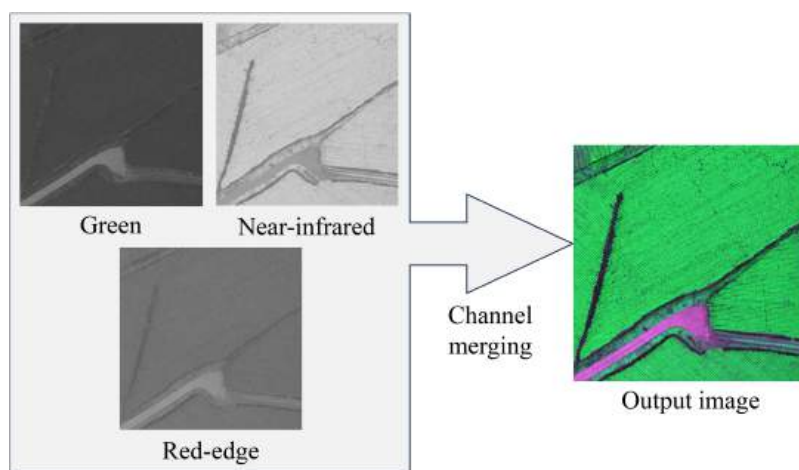 Green
Near-infrared
Red-edge
Channel
merging
Output image